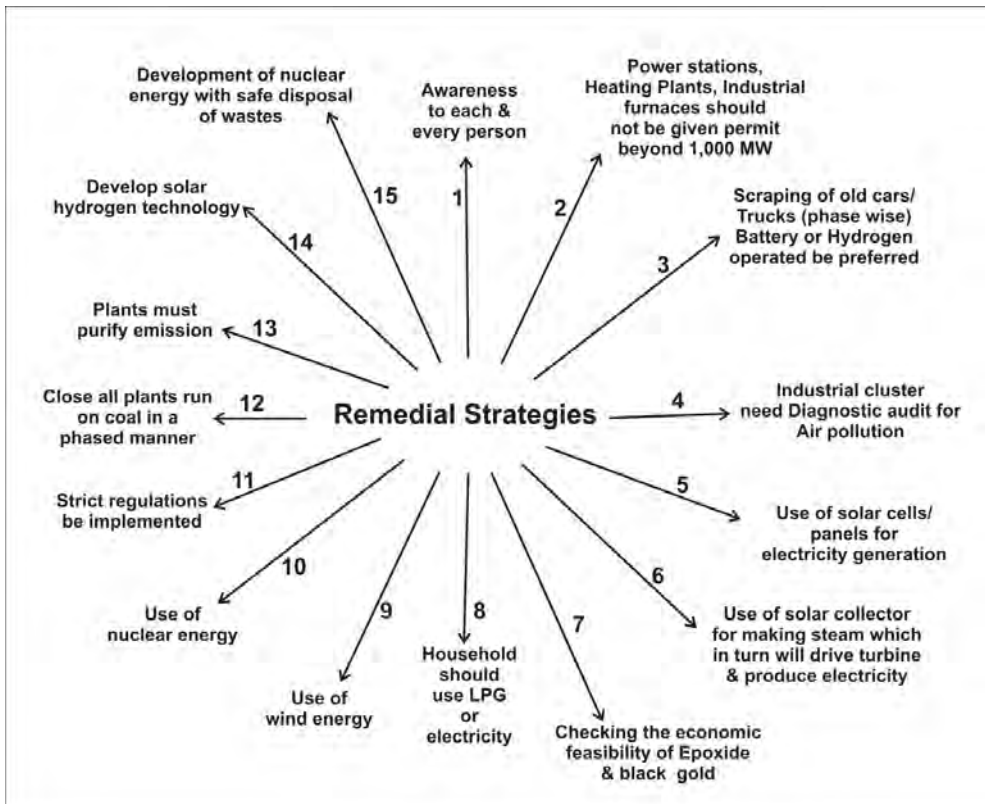 Remedial Strategies
1
Awareness
to each &
every person
2
Power stations,
Heating Plants, Industrial
furnaces should
not be given permit
beyond 1,000 MW
3
Scraping of old cars/
Trucks (phase wise)
Battery or Hydrogen
operated be preferred
4
Industrial cluster
need Diagnostic audit for
Air pollution
5
Use of solar cells/
panels for
electricity generation
6
Use of solar collector
for making steam which
in turn will drive turbine
& produce electricity
7
Checking the economic
feasibility of Epoxide
& black gold
8
Household
should
use LPG
or
electricity
9
Use of
wind energy
10
Use of
nuclear energy
11
Strict regulations
be implemented
12
Close all plants run
on coal in a
phased manner
13
Plants must
purify emission
14
Develop solar
hydrogen technology
15
Development of nuclear
energy with safe disposal
of wastes